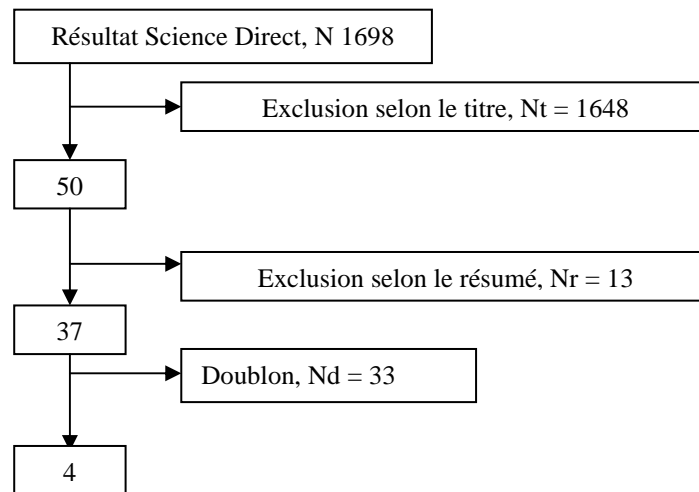 Résultat Science Direct, N 1698
Exclusion selon le titre, Nt = 1648
50
Exclusion selon le résumé, Nr = 13
37
Doublon, Nd = 33
4